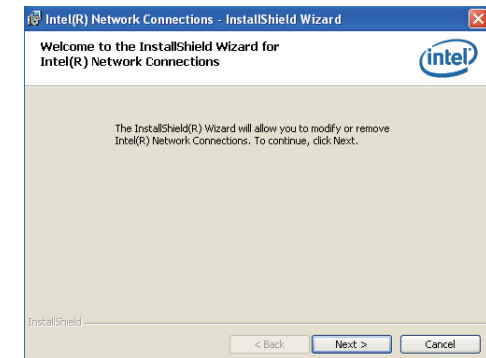 Intel(R) Network Connections - InstallShield Wizard
Welcome to the InstallShield Wizard for
Intel(R) Network Connections
intel
The InstallShield(R) Wizard will allow you to modify or remove
Intel(R) Network Connections. To continue, click Next.
InstallShield
< Back Next > Cancel